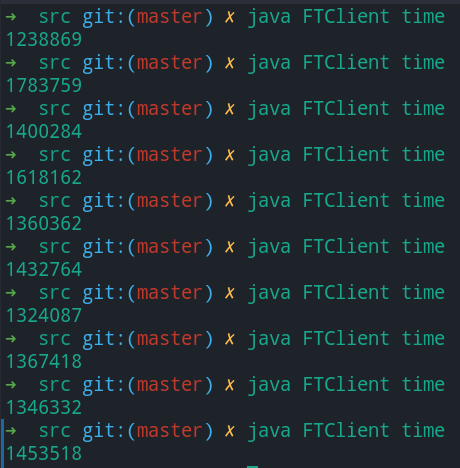 ➜  src git:(master) ✗ java FTClient time
1238869
➜  src git:(master) ✗ java FTClient time
1783759
➜  src git:(master) ✗ java FTClient time
1400284
➜  src git:(master) ✗ java FTClient time
1618162
➜  src git:(master) ✗ java FTClient time
1360362
➜  src git:(master) ✗ java FTClient time
1432764
➜  src git:(master) ✗ java FTClient time
1324087
➜  src git:(master) ✗ java FTClient time
1367418
➜  src git:(master) ✗ java FTClient time
1346332
➜  src git:(master) ✗ java FTClient time
1453518